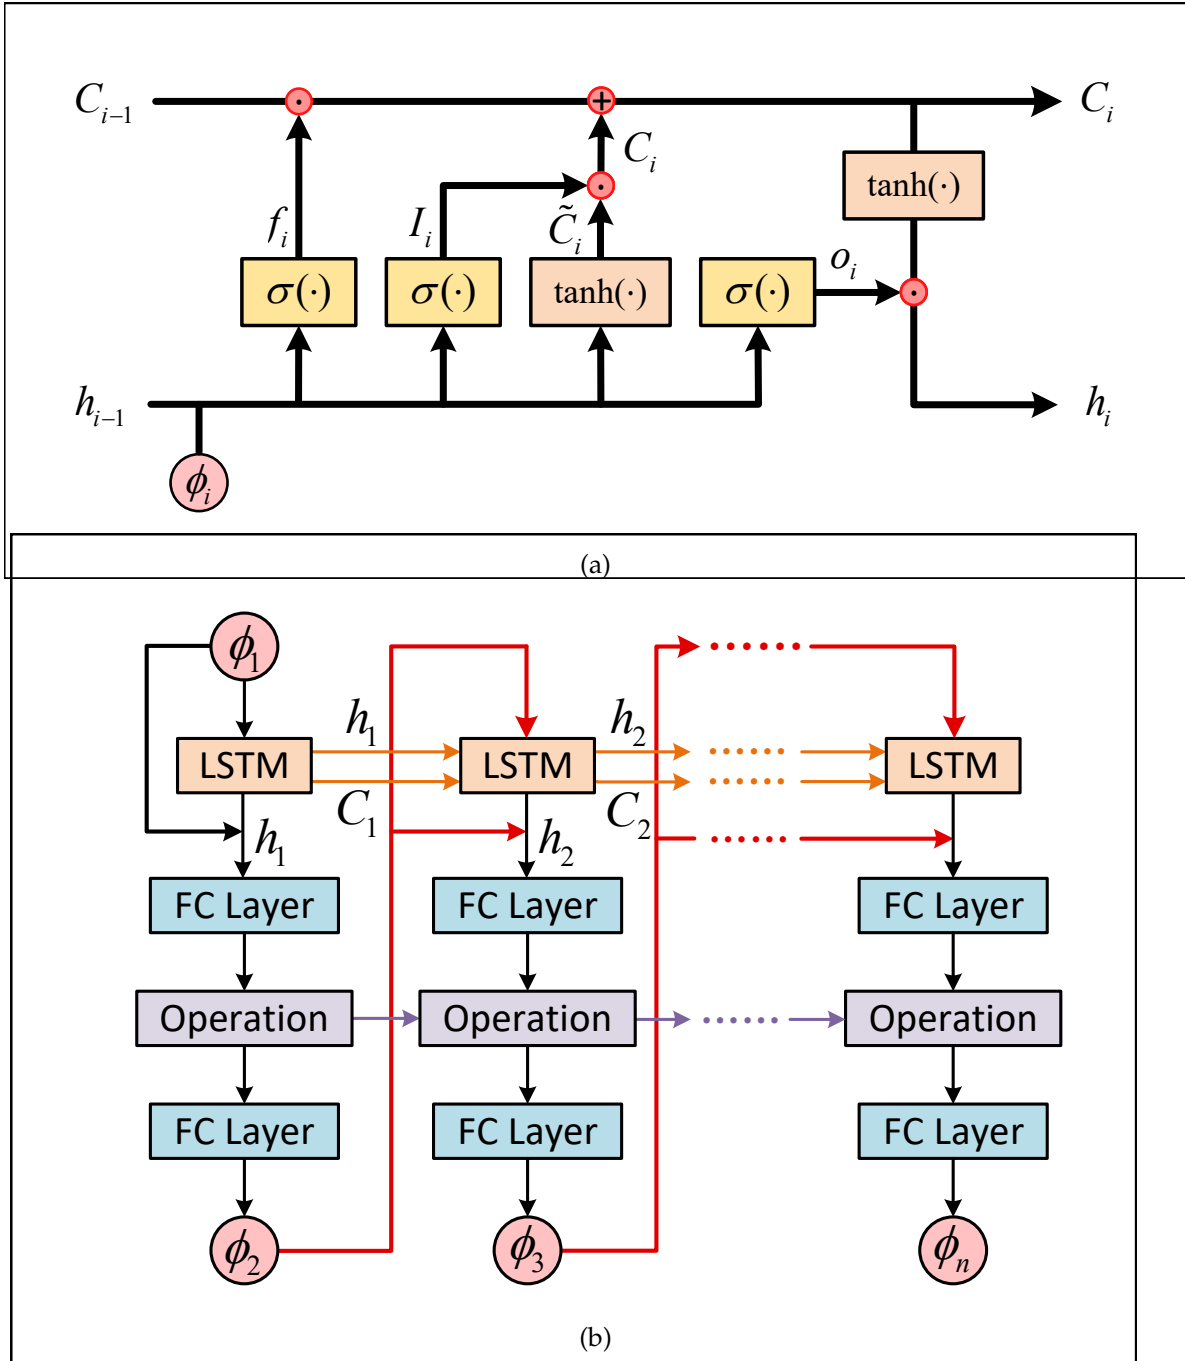 C_{i-1} C_i
C_i
tanh(·)
f_i I_i C̃_i o_i
σ(·) σ(·) tanh(·) σ(·)
h_{i-1} h_i
ϕ_i
(a)
ϕ_1
h_1 h_2
LSTM LSTM LSTM
C_1 C_2
h_1 h_2
FC Layer FC Layer FC Layer
Operation Operation Operation
FC Layer FC Layer FC Layer
ϕ_2 ϕ_3 ϕ_n
(b)